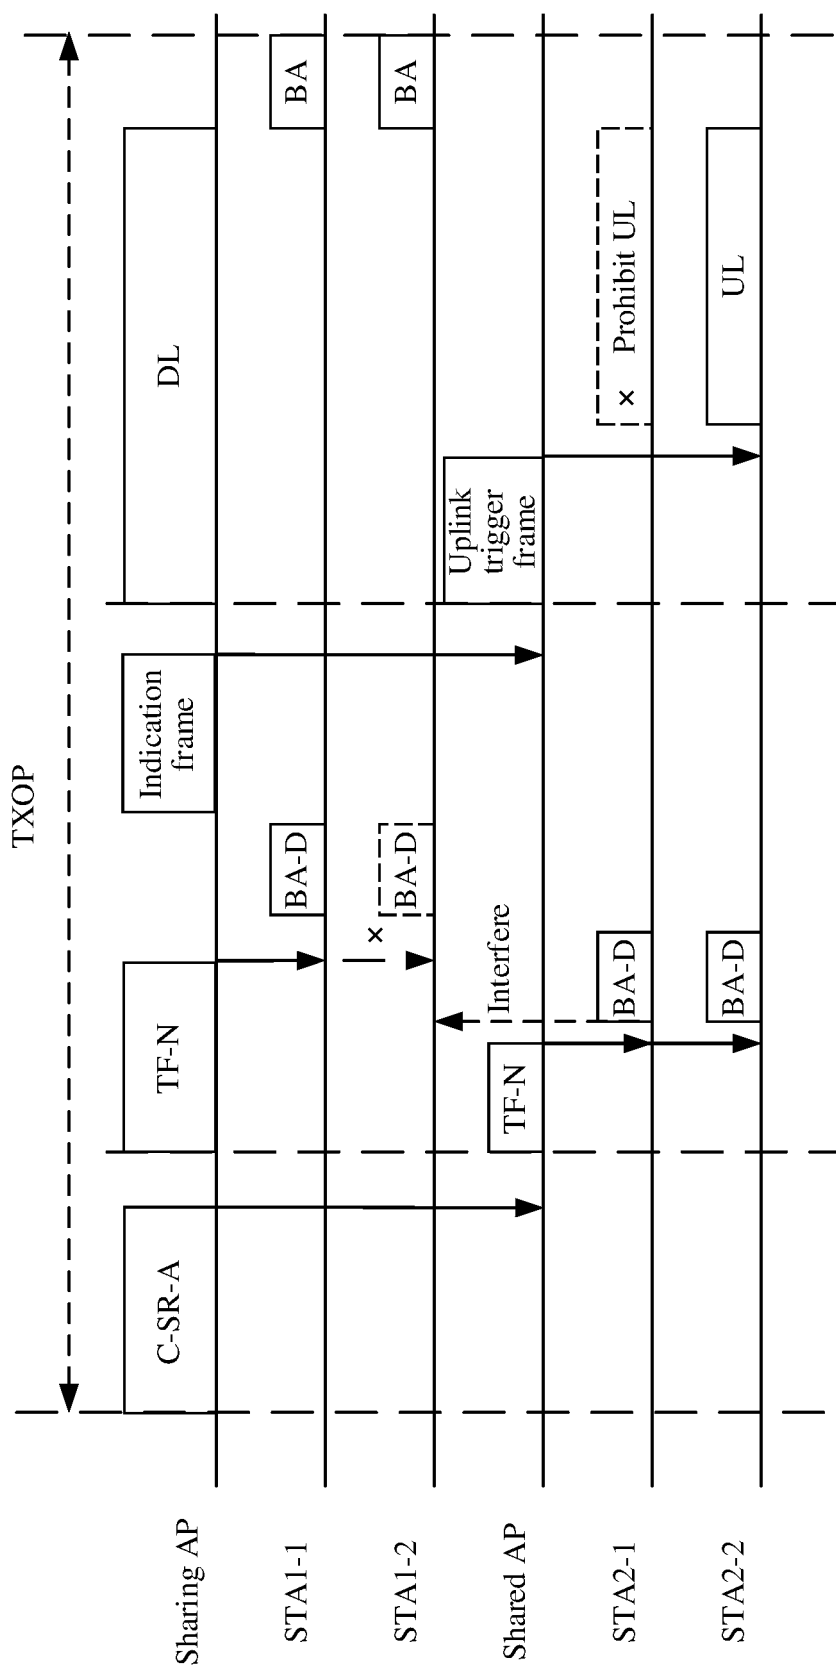 TXOP
Sharing AP
C-SR-A
TF-N
Indication
frame
DL
STA1-1
BA-D
BA
STA1-2
×
BA-D
BA
Shared AP
TF-N
Interfere
Uplink
trigger
frame
STA2-1
BA-D
× Prohibit UL
STA2-2
BA-D
UL